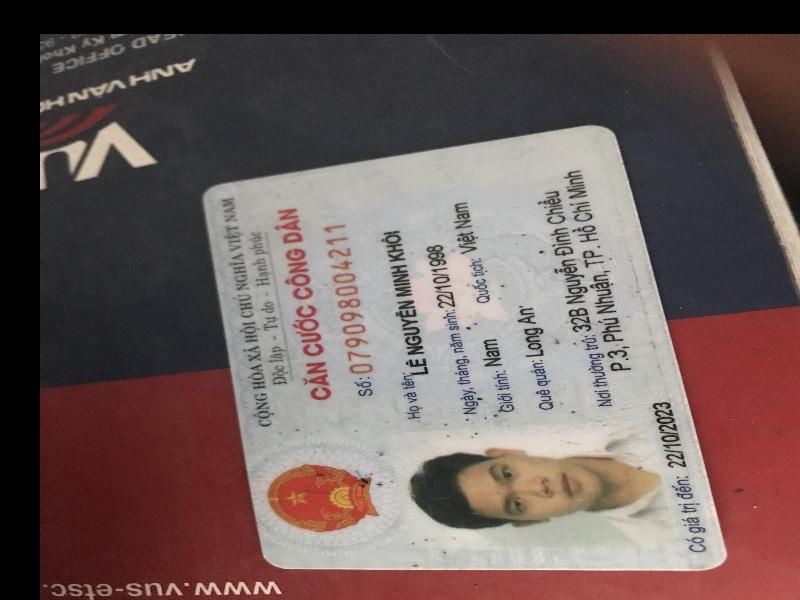 CỘNG HÒA XÃ HỘI CHỦ NGHĨA VIỆT NAM
Độc lập - Tự do - Hạnh phúc
CĂN CƯỚC CÔNG DÂN
Số: 079098004211
Họ và tên:
LÊ NGUYỄN MINH KHÔI
Ngày, tháng, năm sinh: 22/10/1998
Giới tính: Nam Quốc tịch: Việt Nam
Quê quán: Long An
Nơi thường trú: 32B Nguyễn Đình Chiểu
P.3, Phú Nhuận, TP. Hồ Chí Minh
Có giá trị đến: 22/10/2023
VU
ANH VĂN
EAD OFFICE
www.vus-etsc.